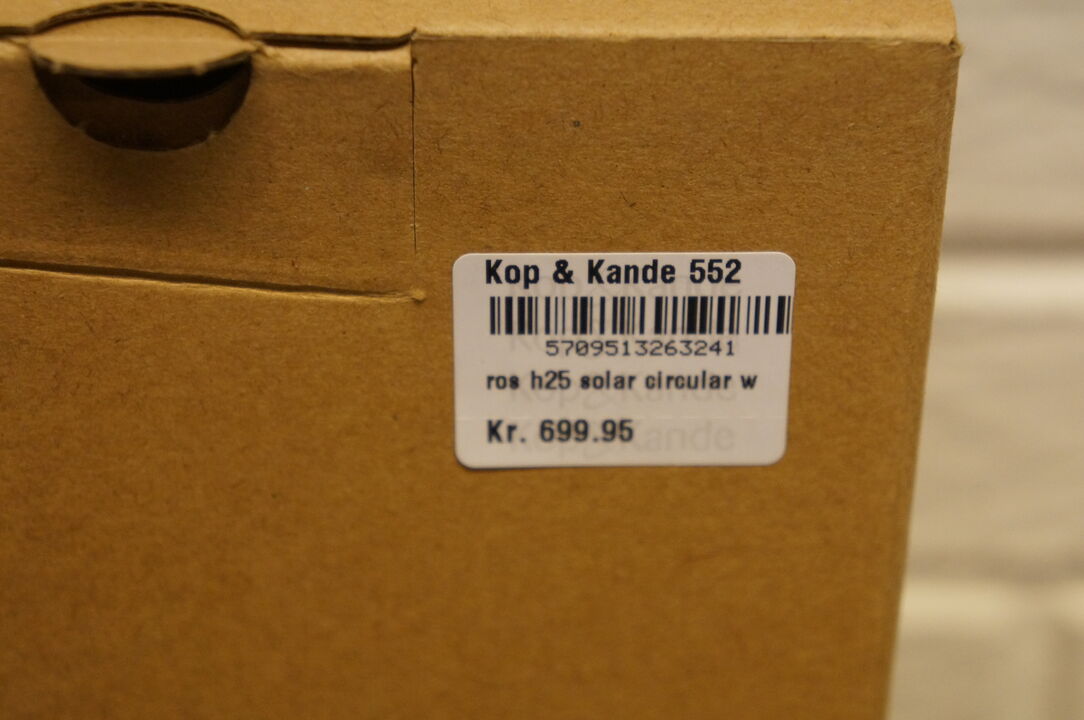 Kop & Kande 552
5709513263241
ros h25 solar circular w
Kr. 699.95